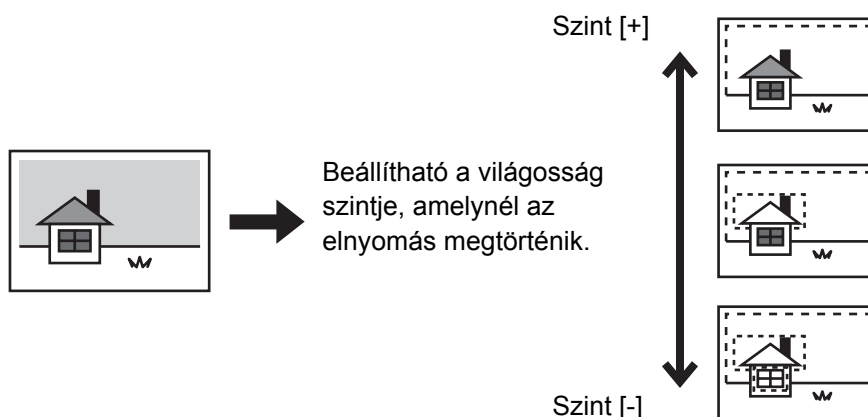 Szint [+]
Beállítható a világosság
szintje, amelynél az
elnyomás megtörténik.
Szint [-]